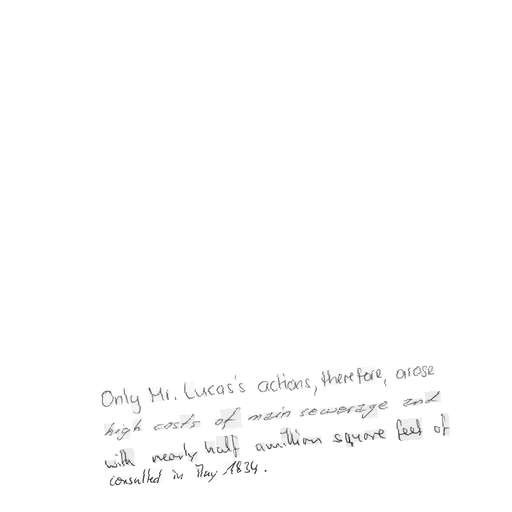 Only Mr. Lucas's actions, therefore, arose
high costs of main sewerage and
with nearly half a million square feet of
consulted in May 1834.